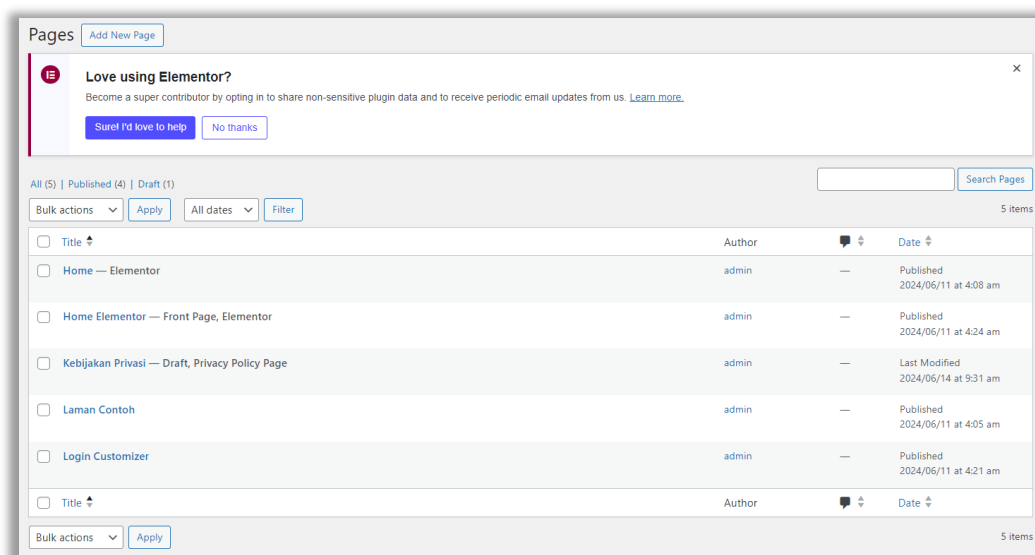 Pages Add New Page
Love using Elementor?
Become a super contributor by opting in to share non-sensitive plugin data and to receive periodic email updates from us. Learn more.
Sure! I'd love to help No thanks
All (5) | Published (4) | Draft (1)
Search Pages
Bulk actions Apply All dates Filter 5 items
Title Author Date
Home — Elementor admin — Published
2024/06/11 at 4:08 am
Home Elementor — Front Page, Elementor admin — Published
2024/06/11 at 4:24 am
Kebijakan Privasi — Draft, Privacy Policy Page admin — Last Modified
2024/06/14 at 9:31 am
Laman Contoh admin — Published
2024/06/11 at 4:05 am
Login Customizer admin — Published
2024/06/11 at 4:21 am
Title Author Date
Bulk actions Apply 5 items